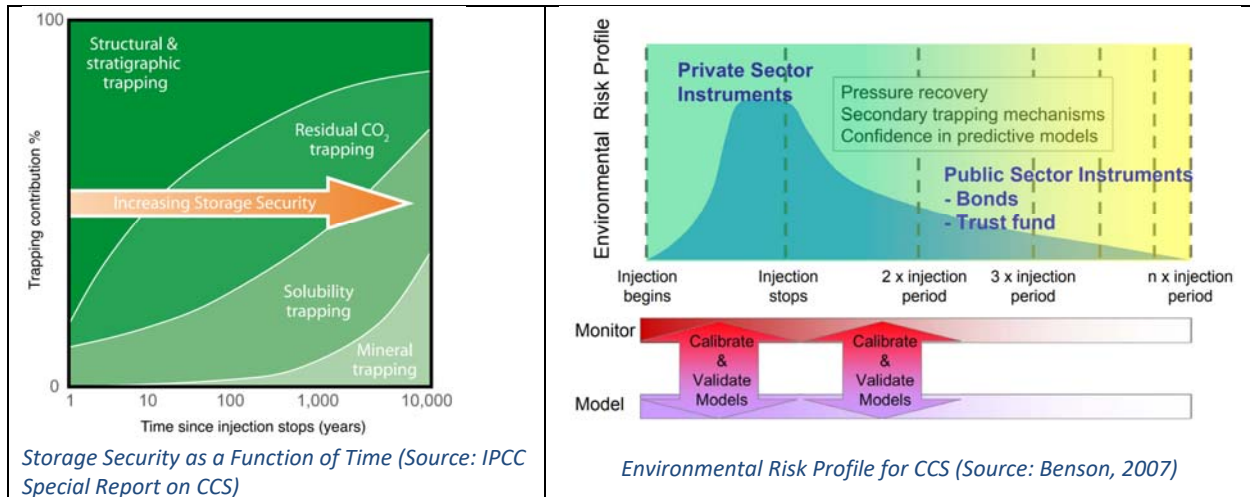 100
Structural &
stratigraphic
trapping
Residual CO₂
trapping
Increasing Storage Security
Solubility
trapping
Mineral
trapping
Trapping contribution %
0
1
10
100
1,000
10,000
Time since injection stops (years)
Storage Security as a Function of Time (Source: IPCC
Special Report on CCS)
Environmental Risk Profile
Private Sector
Instruments
Pressure recovery
Secondary trapping mechanisms
Confidence in predictive models
Public Sector Instruments
- Bonds
- Trust fund
Injection
begins
Injection
stops
2 x injection
period
3 x injection
period
n x injection
period
Monitor
Calibrate
&
Validate
Models
Calibrate
&
Validate
Models
Model
Environmental Risk Profile for CCS (Source: Benson, 2007)